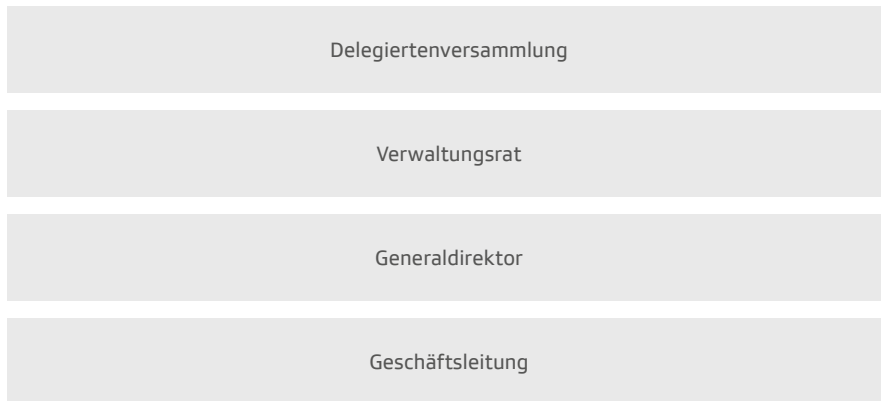 Delegiertenversammlung
Verwaltungsrat
Generaldirektor
Geschäftsleitung